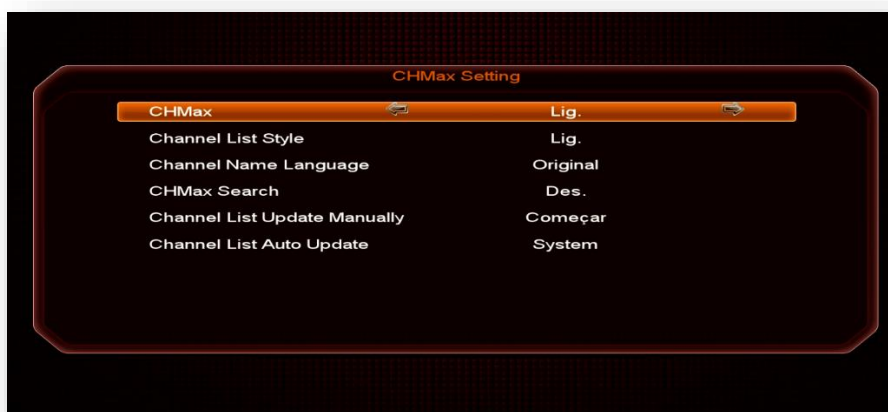 CHMax Setting
CHMax Lig.
Channel List Style Lig.
Channel Name Language Original
CHMax Search Des.
Channel List Update Manually Começar
Channel List Auto Update System